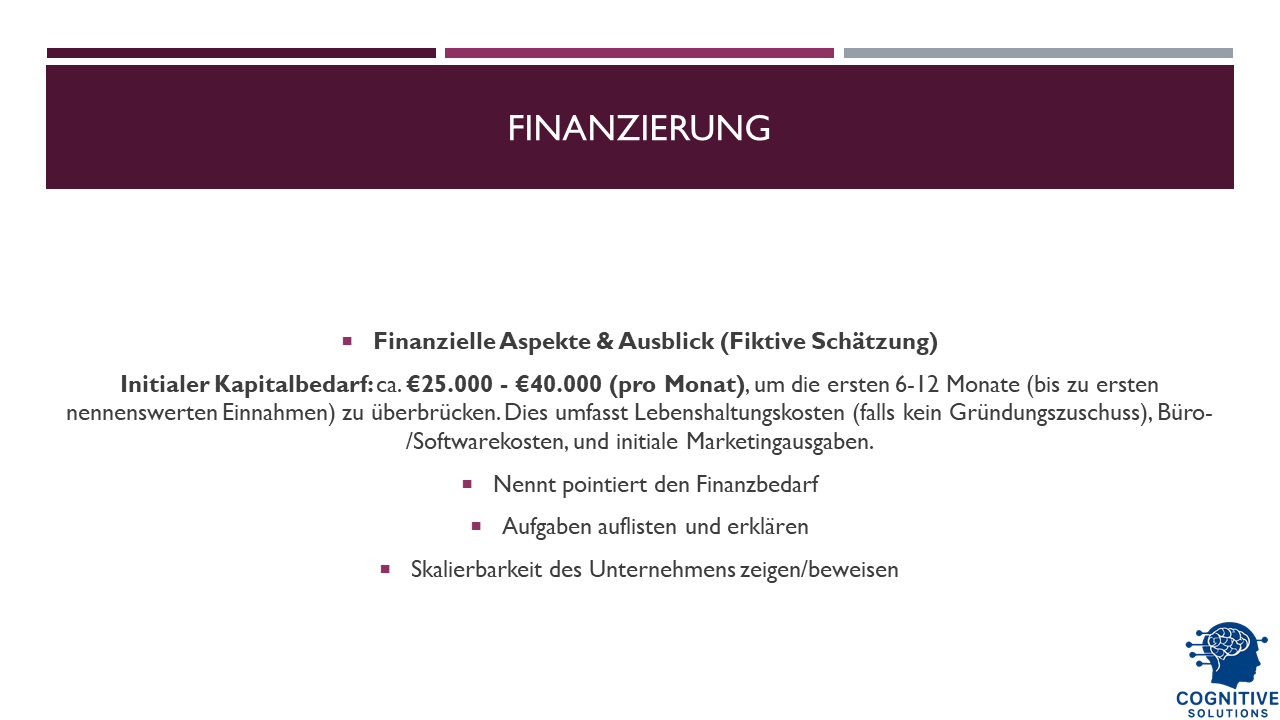 FINANZIERUNG
Finanzielle Aspekte & Ausblick (Fiktive Schätzung)
Initialer Kapitalbedarf: ca. €25.000 - €40.000 (pro Monat), um die ersten 6-12 Monate (bis zu ersten
nennenswerten Einnahmen) zu überbrücken. Dies umfasst Lebenshaltungskosten (falls kein Gründungszuschuss), Büro-
/Softwarekosten, und initiale Marketingausgaben.
Nennt pointiert den Finanzbedarf
Aufgaben auflisten und erklären
Skalierbarkeit des Unternehmens zeigen/beweisen
COGNITIVE
SOLUTIONS